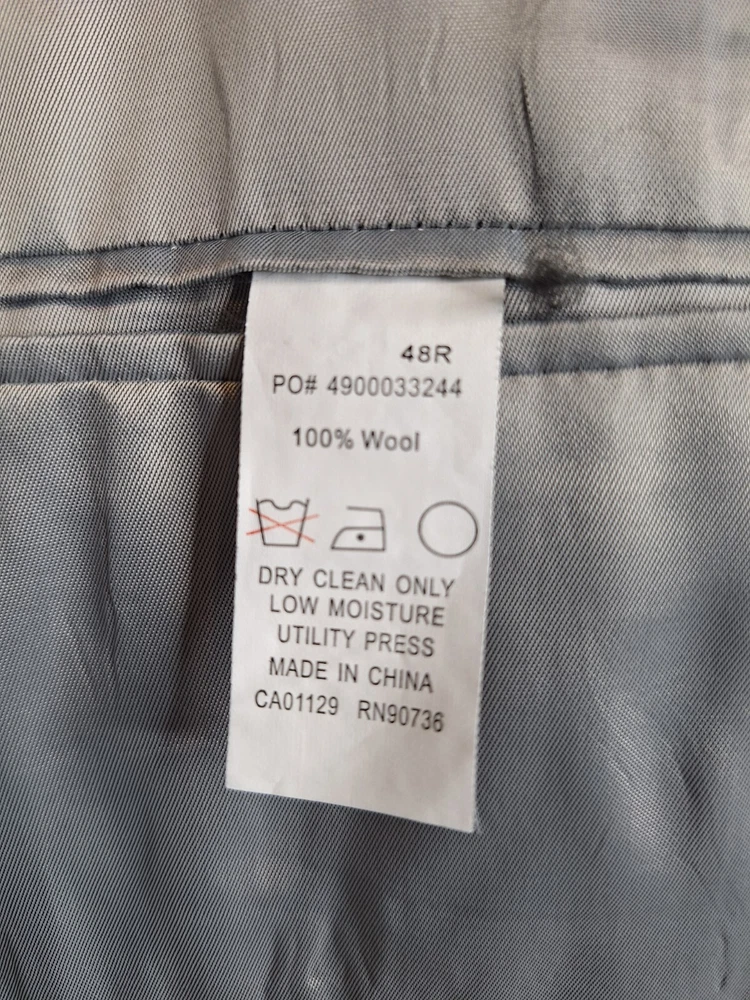 48R
PO# 4900033244
100% Wool
DRY CLEAN ONLY
LOW MOISTURE
UTILITY PRESS
MADE IN CHINA
CA01129 RN90736